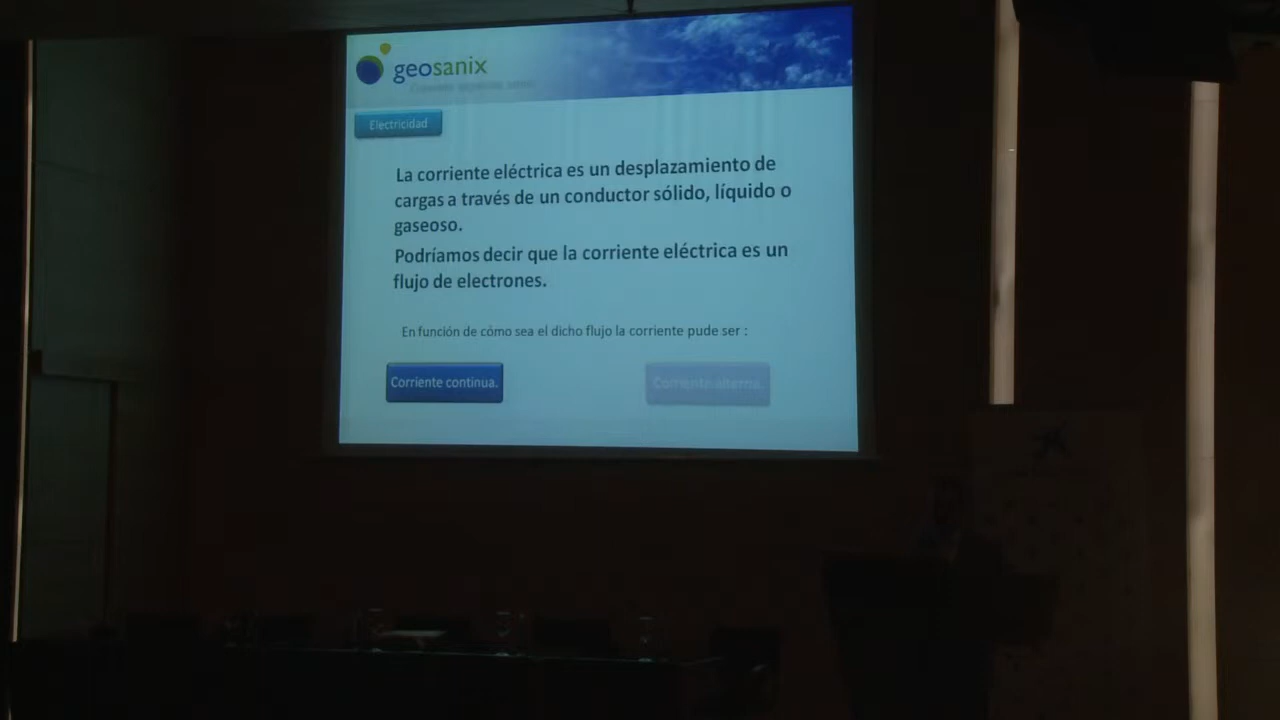 geosanix
Electricidad
La corriente eléctrica es un desplazamiento de
cargas a través de un conductor sólido, líquido o
gaseoso.
Podríamos decir que la corriente eléctrica es un
flujo de electrones.
En función de cómo sea el dicho flujo la corriente pude ser :
Corriente continua.
Corriente alterna.